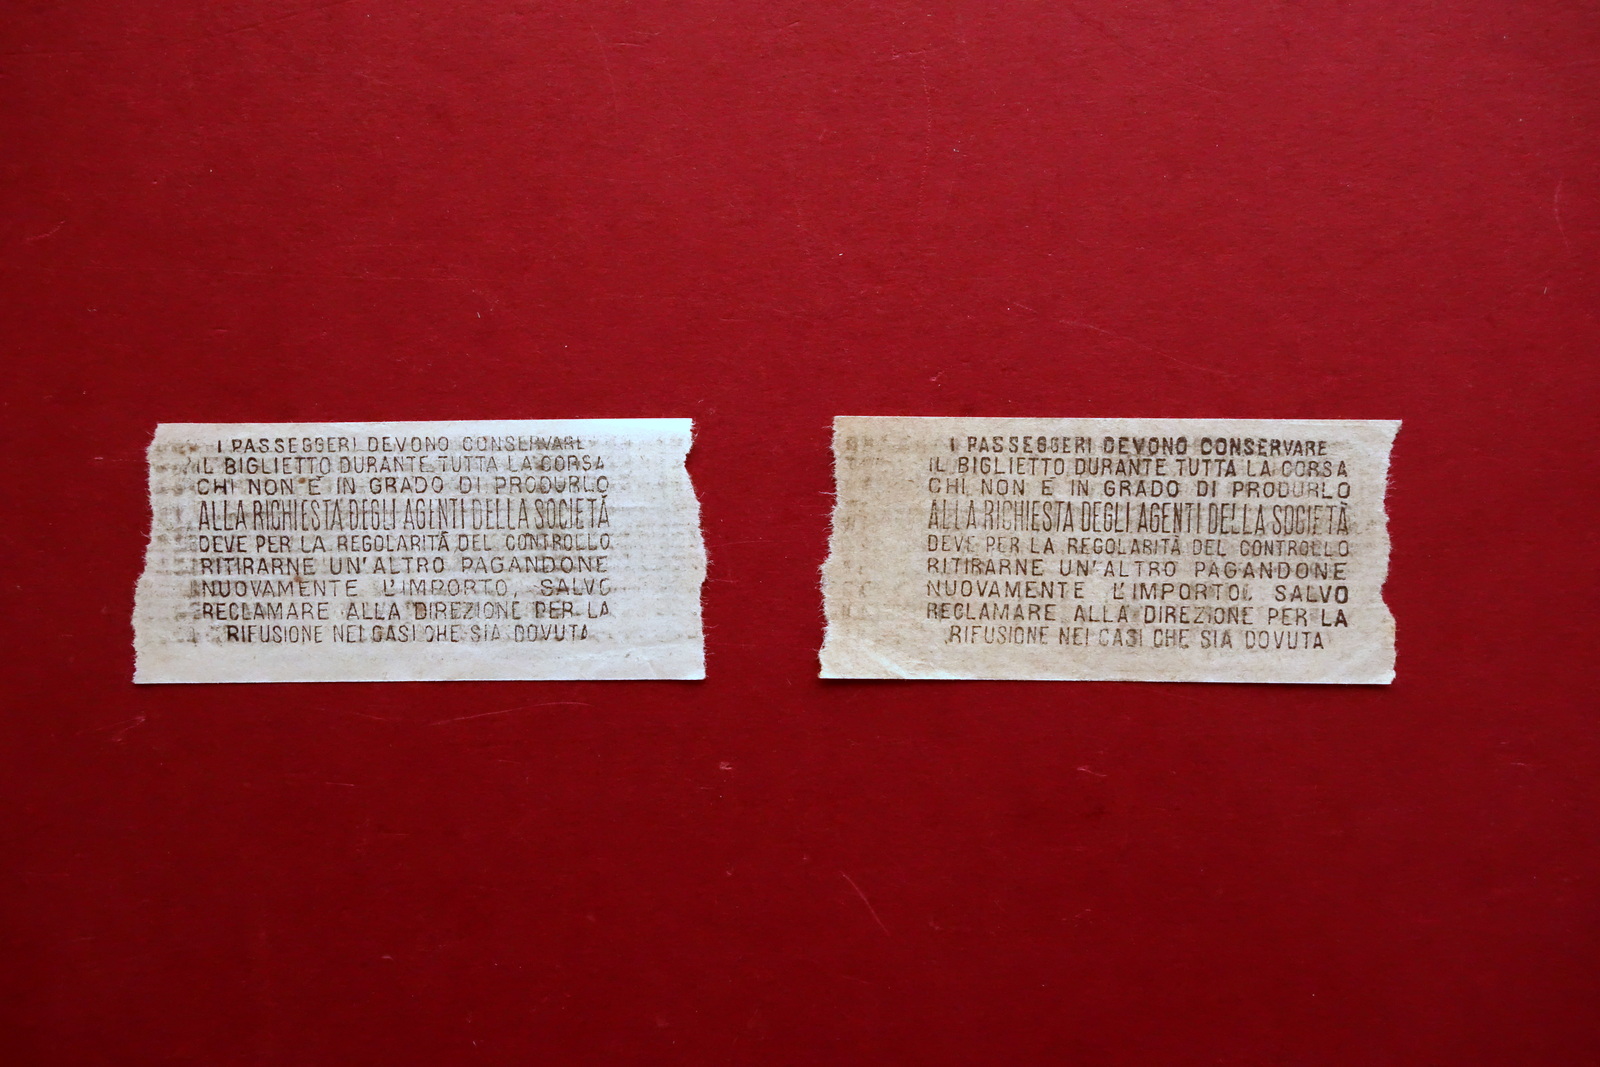 I PASSEGGERI DEVONO CONSERVARE
IL BIGLIETTO DURANTE TUTTA LA CORSA
CHI NON E IN GRADO DI PRODURLO
ALLA RICHIESTA DEGLI AGENTI DELLA SOCIETÀ
DEVE PER LA REGOLARITÀ DEL CONTROLLO
RITIRARNE UN'ALTRO PAGANDONE
NUOVAMENTE L'IMPORTO, SALVO
RECLAMARE ALLA DIREZIONE PER LA
RIFUSIONE NEI CASI CHE SIA DOVUTA
I PASSEGGERI DEVONO CONSERVARE
IL BIGLIETTO DURANTE TUTTA LA CORSA
CHI NON E IN GRADO DI PRODURLO
ALLA RICHIESTA DEGLI AGENTI DELLA SOCIETÀ
DEVE PER LA REGOLARITÀ DEL CONTROLLO
RITIRARNE UN'ALTRO PAGANDONE
NUOVAMENTE L'IMPORTO, SALVO
RECLAMARE ALLA DIREZIONE PER LA
RIFUSIONE NEI CASI CHE SIA DOVUTA